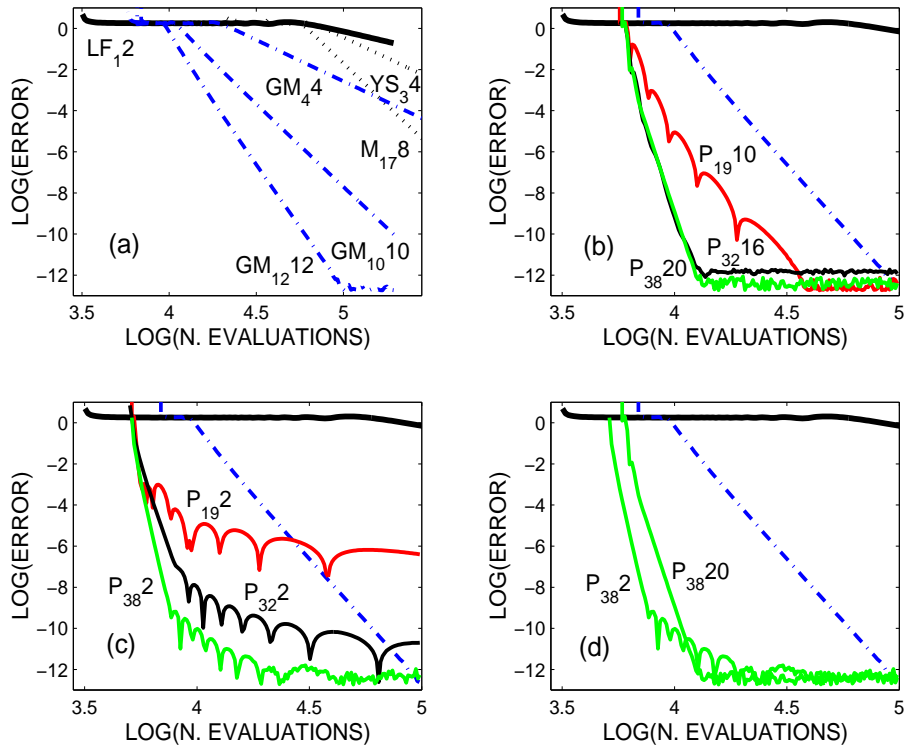 LOG(ERROR)
0
−2
−4
−6
−8
−10
−12
LF₁2
GM₄4
YS₃4
M₁₇8
(a)
GM₁₂12
GM₁₀10
3.5
4
4.5
5
LOG(N. EVALUATIONS)
LOG(ERROR)
0
−2
−4
−6
−8
−10
−12
P₁₉10
(b)
P₃₈20
P₃₂16
3.5
4
4.5
5
LOG(N. EVALUATIONS)
LOG(ERROR)
0
−2
−4
−6
−8
−10
−12
P₁₉2
P₃₈2
P₃₂2
(c)
3.5
4
4.5
5
LOG(N. EVALUATIONS)
LOG(ERROR)
0
−2
−4
−6
−8
−10
−12
P₃₈2
P₃₈20
(d)
3.5
4
4.5
5
LOG(N. EVALUATIONS)